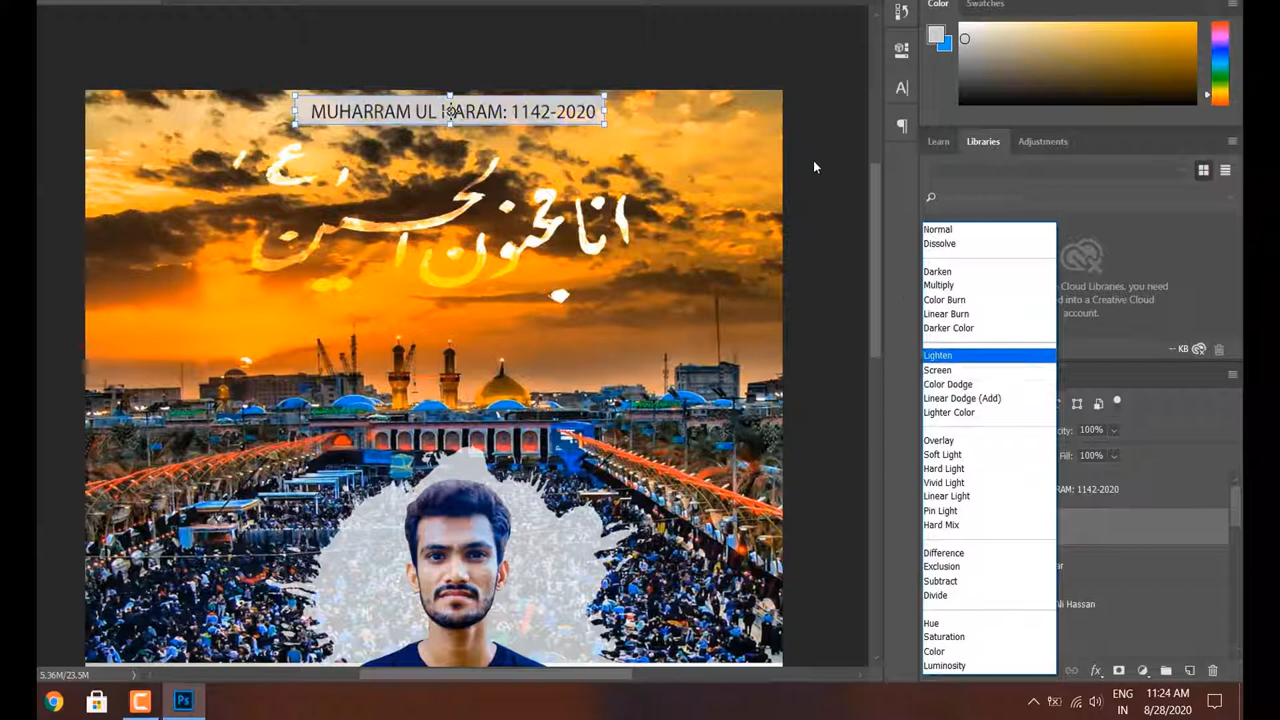 Color Swatches
MUHARRAM UL HARAM: 1142-2020
انا مجنون الحسین ع
Learn Libraries Adjustments
Normal
Dissolve
Darken
Multiply
Color Burn
Linear Burn
Darker Color
Lighten
Screen
Color Dodge
Linear Dodge (Add)
Lighter Color
Overlay
Soft Light
Hard Light
Vivid Light
Linear Light
Pin Light
Hard Mix
Difference
Exclusion
Subtract
Divide
Hue
Saturation
Color
Luminosity
Cloud Libraries, you need
d into a Creative Cloud
account.
-- KB
city: 100%
Fill: 100%
RAM: 1142-2020
ar
Ali Hassan
fx
5.36M/23.5M
Ps
ENG
IN
11:24 AM
8/28/2020